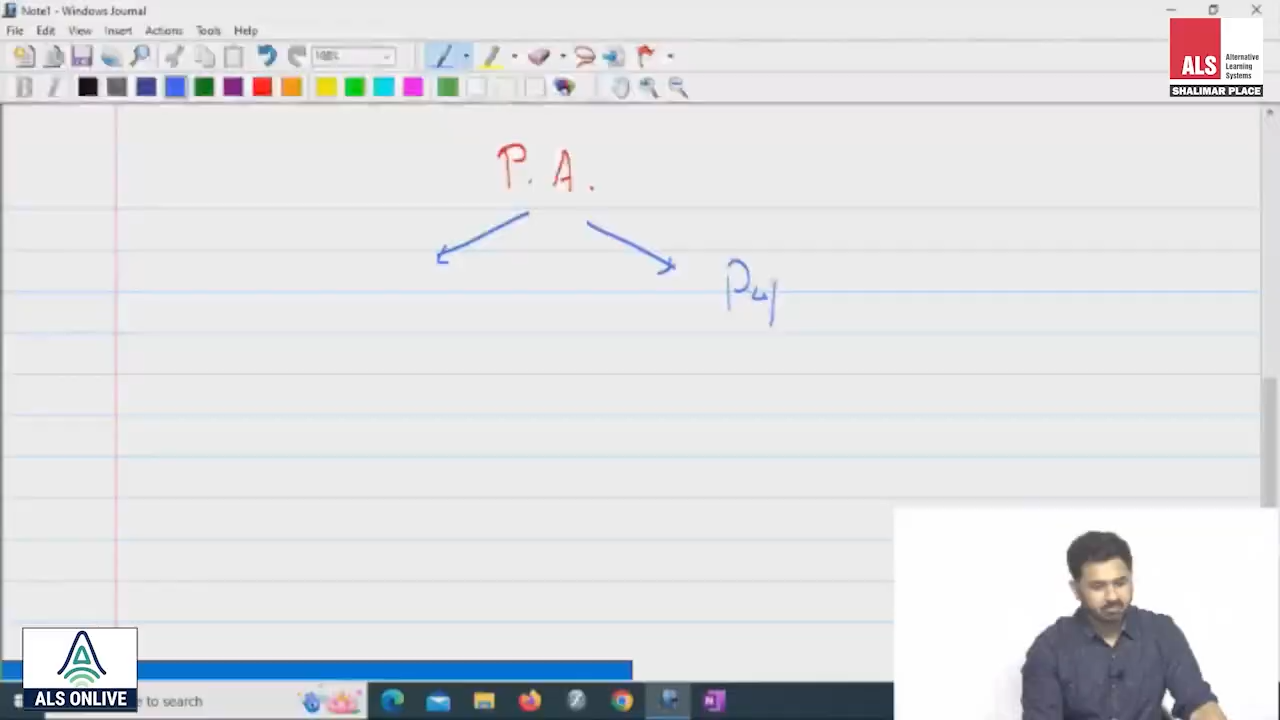 Note1 - Windows Journal
File Edit View Insert Actions Tools Help
100%
ALS
Alternative
Learning
Systems
SHALIMAR PLACE
P. A.
ALS ONLIVE
e to search